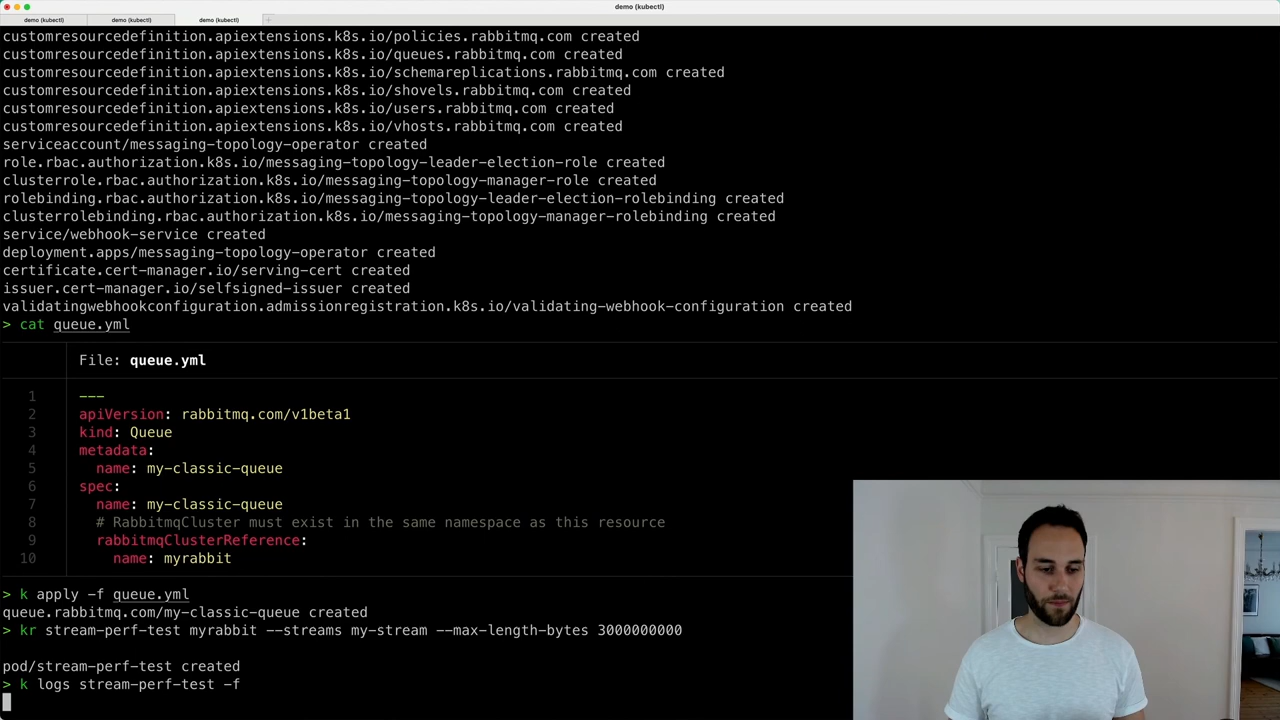 demo (kubectl)
demo (kubectl) demo (kubectl) demo (kubectl) +
customresourcedefinition.apiextensions.k8s.io/policies.rabbitmq.com created
customresourcedefinition.apiextensions.k8s.io/queues.rabbitmq.com created
customresourcedefinition.apiextensions.k8s.io/schemareplications.rabbitmq.com created
customresourcedefinition.apiextensions.k8s.io/shovels.rabbitmq.com created
customresourcedefinition.apiextensions.k8s.io/users.rabbitmq.com created
customresourcedefinition.apiextensions.k8s.io/vhosts.rabbitmq.com created
serviceaccount/messaging-topology-operator created
role.rbac.authorization.k8s.io/messaging-topology-leader-election-role created
clusterrole.rbac.authorization.k8s.io/messaging-topology-manager-role created
rolebinding.rbac.authorization.k8s.io/messaging-topology-leader-election-rolebinding created
clusterrolebinding.rbac.authorization.k8s.io/messaging-topology-manager-rolebinding created
service/webhook-service created
deployment.apps/messaging-topology-operator created
certificate.cert-manager.io/serving-cert created
issuer.cert-manager.io/selfsigned-issuer created
validatingwebhookconfiguration.admissionregistration.k8s.io/validating-webhook-configuration created
> cat queue.yml
File: queue.yml
1 ---
2 apiVersion: rabbitmq.com/v1beta1
3 kind: Queue
4 metadata:
5 name: my-classic-queue
6 spec:
7 name: my-classic-queue
8 # RabbitmqCluster must exist in the same namespace as this resource
9 rabbitmqClusterReference:
10 name: myrabbit
> k apply -f queue.yml
queue.rabbitmq.com/my-classic-queue created
> kr stream-perf-test myrabbit --streams my-stream --max-length-bytes 3000000000
pod/stream-perf-test created
> k logs stream-perf-test -f